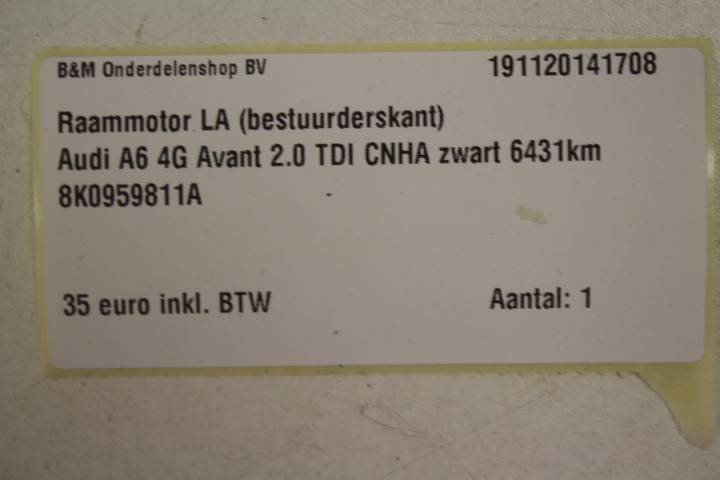 B&M Onderdelenshop BV 191120141708
Raammotor LA (bestuurderskant)
Audi A6 4G Avant 2.0 TDI CNHA zwart 6431km
8K0959811A
35 euro inkl. BTW Aantal: 1